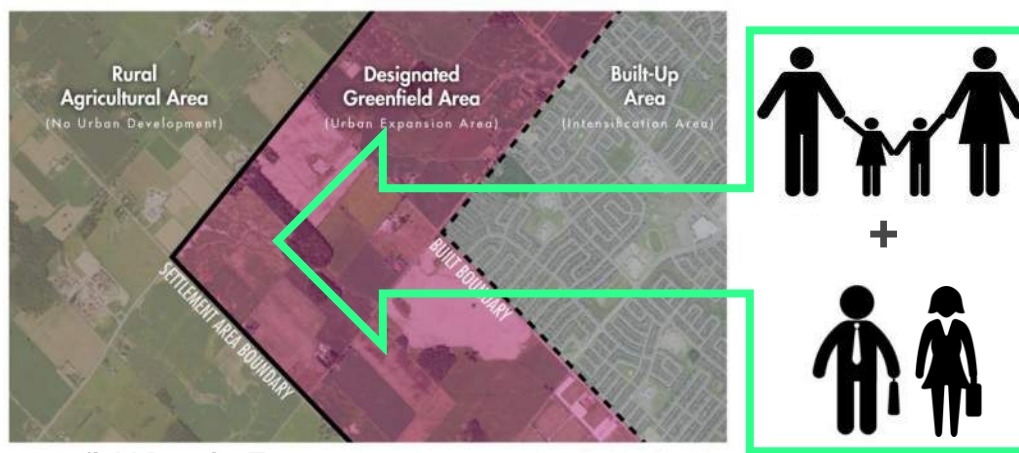 Rural
Agricultural Area
(No Urban Development)
Designated
Greenfield Area
(Urban Expansion Area)
Built-Up
Area
(Intensification Area)
+
BUILT BOUNDARY
SETTLEMENT AREA BOUNDARY